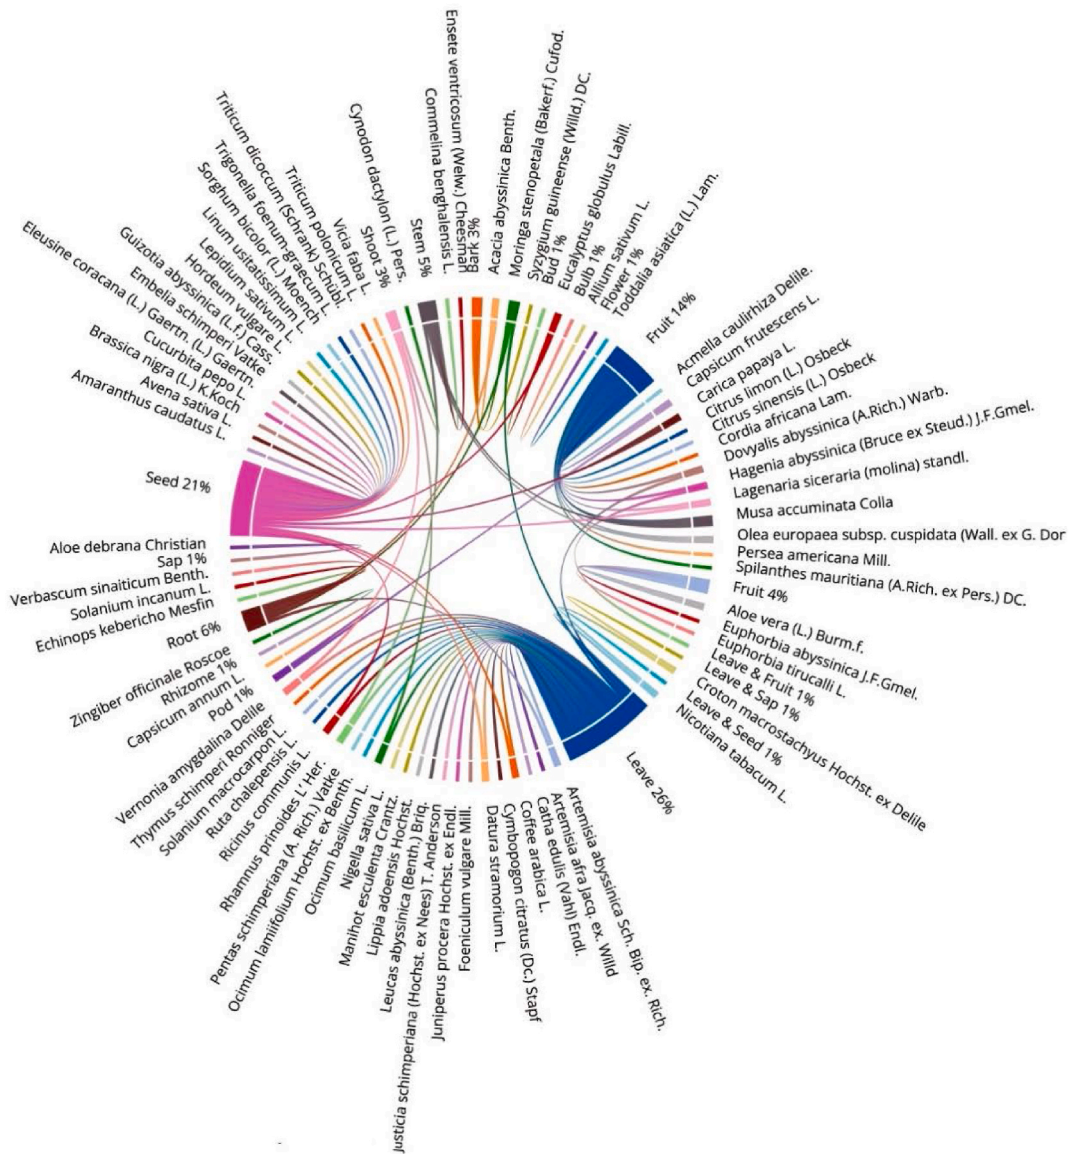 Ensete ventricosum (Welw.) Cheesman
Bark 3%
Acacia abyssinica Benth.
Moringa stenopetala (Bakerf.) Cufod.
Syzygium guineense (Willd.) DC.
Bud 1%
Eucalyptus globulus Labill.
Bulb 1%
Allium sativum L.
Flower 1%
Toddalia asiatica (L.) Lam.
Fruit 14%
Acmella caulirhiza Delile.
Capsicum frutescens L.
Carica papaya L.
Citrus limon (L.) Osbeck
Citrus sinensis (L.) Osbeck
Cordia africana Lam.
Dovyalis abyssinica (A.Rich.) Warb.
Hagenia abyssinica (Bruce ex Steud.) J.F.Gmel.
Lagenaria siceraria (molina) standl.
Musa accuminata Colla
Olea europaea subsp. cuspidata (Wall. ex G. Dor
Persea americana Mill.
Spilanthes mauritiana (A.Rich. ex Pers.) DC.
Fruit 4%
Aloe vera (L.) Burm.f.
Euphorbia abyssinica J.F.Gmel.
Euphorbia tirucalli L.
Leave & Fruit 1%
Leave & Sap 1%
Croton macrostachyus Hochst. ex Delile
Leave & Seed 1%
Nicotiana tabacum L.
Leave 26%
Artemisia abyssinica Sch. Bip. ex. Rich.
Artemisia afra Jacq. ex. Willd
Catha edulis (Vahl) Endl.
Coffee arabica L.
Cymbopogon citratus (Dc.) Stapf
Datura stramorium L.
Foeniculum vulgare Mill.
Juniperus procera Hochst. ex Endl.
Justicia schimperiana (Hochst. ex Nees) T. Anderson
Leucas abyssinica (Benth.) Briq.
Lippia adoensis Hochst.
Manihot esculenta Crantz.
Nigella sativa L.
Ocimum basilicum L.
Ocimum lamiifolium Hochst. ex Benth.
Pentas schimperiana (A. Rich.) Vatke
Rhamnus prinoides L' Her.
Ricinus communis L.
Ruta chalepensis L.
Solanium macrocarpon L.
Thymus schimperi Ronniger
Vernonia amygdalina Delile
Pod 1%
Capsicum annum L.
Rhizome 1%
Zingiber officinale Roscoe
Root 6%
Echinops kebericho Mesfin
Solanium incanum L.
Verbascum sinaiticum Benth.
Sap 1%
Aloe debrana Christian
Seed 21%
Amaranthus caudatus L.
Avena sativa L.
Brassica nigra (L.) K.Koch
Cucurbita pepo L.
Eleusine coracana (L.) Gaertn. (L.) Gaertn.
Embelia schimperi Vatke
Guizotia abyssinica (L.f.) Cass.
Hordeum vulgare L.
Lepidium sativum L.
Linum usitatissimum L.
Sorghum bicolor (L.) Moench
Trigonella foenum-graecum L.
Triticum dicoccum (Schrank) Schübl.
Triticum polonicum L.
Vicia faba L.
Shoot 3%
Cynodon dactylon (L.) Pers.
Stem 5%
Commelina benghalensis L.